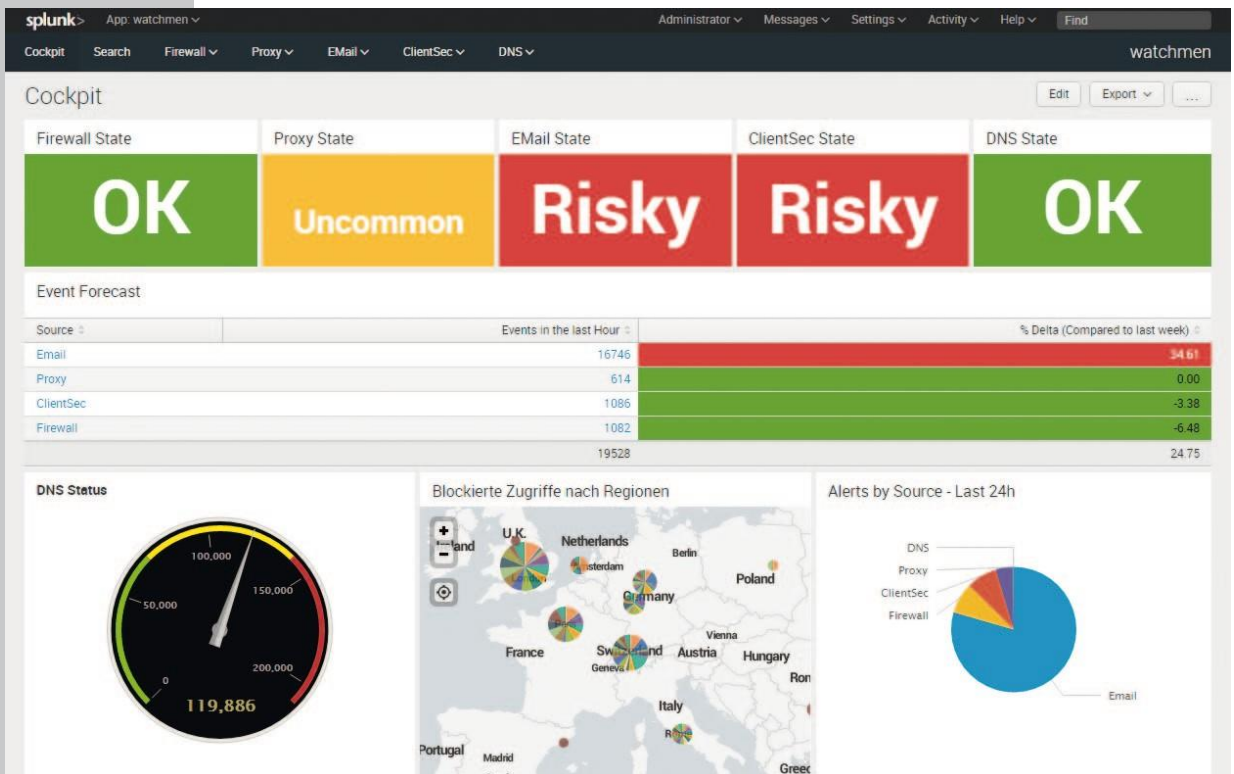 splunk> App: watchmen Administrator Messages Settings Activity Help Find
Cockpit Search Firewall Proxy EMail ClientSec DNS watchmen
Cockpit Edit Export ...
Firewall State Proxy State EMail State ClientSec State DNS State
OK Uncommon Risky Risky OK
Event Forecast
Source Events in the last Hour % Delta (Compared to last week)
Email 16746 34.61
Proxy 614 0.00
ClientSec 1086 -3.38
Firewall 1082 -6.48
19528 24.75
DNS Status
0
50,000
100,000
150,000
200,000
119,886
Blockierte Zugriffe nach Regionen
+
-
U.K.
Netherlands
Berlin
Poland
Germany
Vienna
France
Switzerland
Austria
Hungary
Geneva
Italy
Portugal
Madrid
Alerts by Source - Last 24h
DNS
Proxy
ClientSec
Firewall
Email